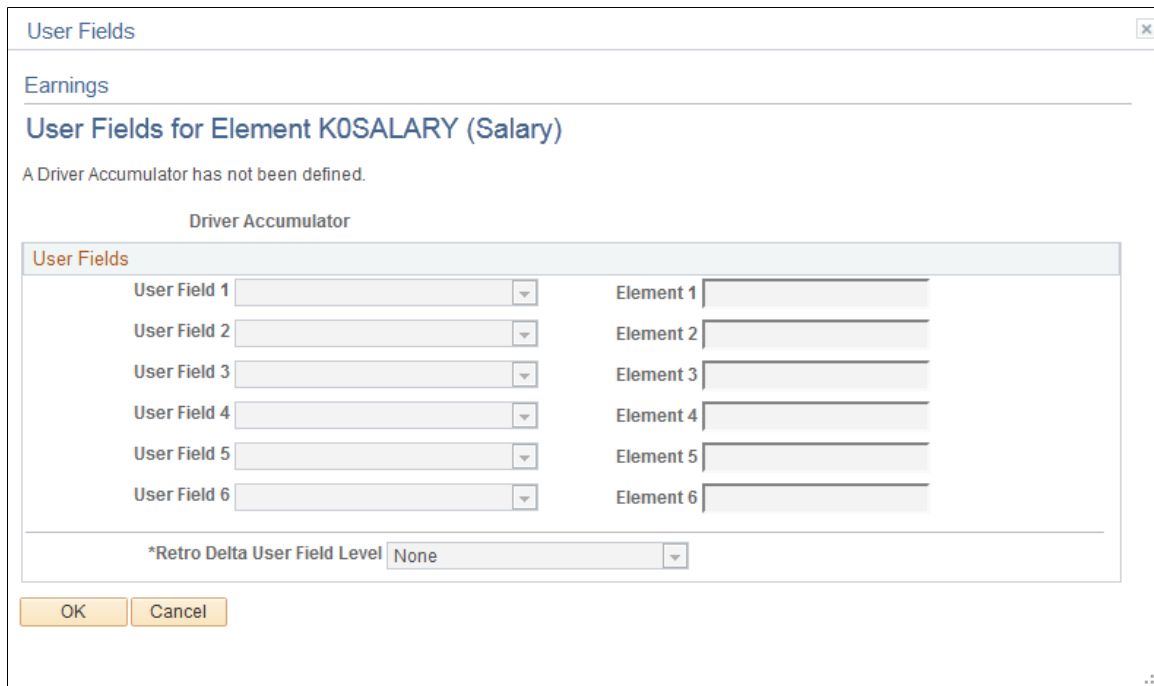 User Fields
Earnings
User Fields for Element K0SALARY (Salary)
A Driver Accumulator has not been defined.
Driver Accumulator
User Fields
User Field 1 Element 1
User Field 2 Element 2
User Field 3 Element 3
User Field 4 Element 4
User Field 5 Element 5
User Field 6 Element 6
*Retro Delta User Field Level None
OK Cancel